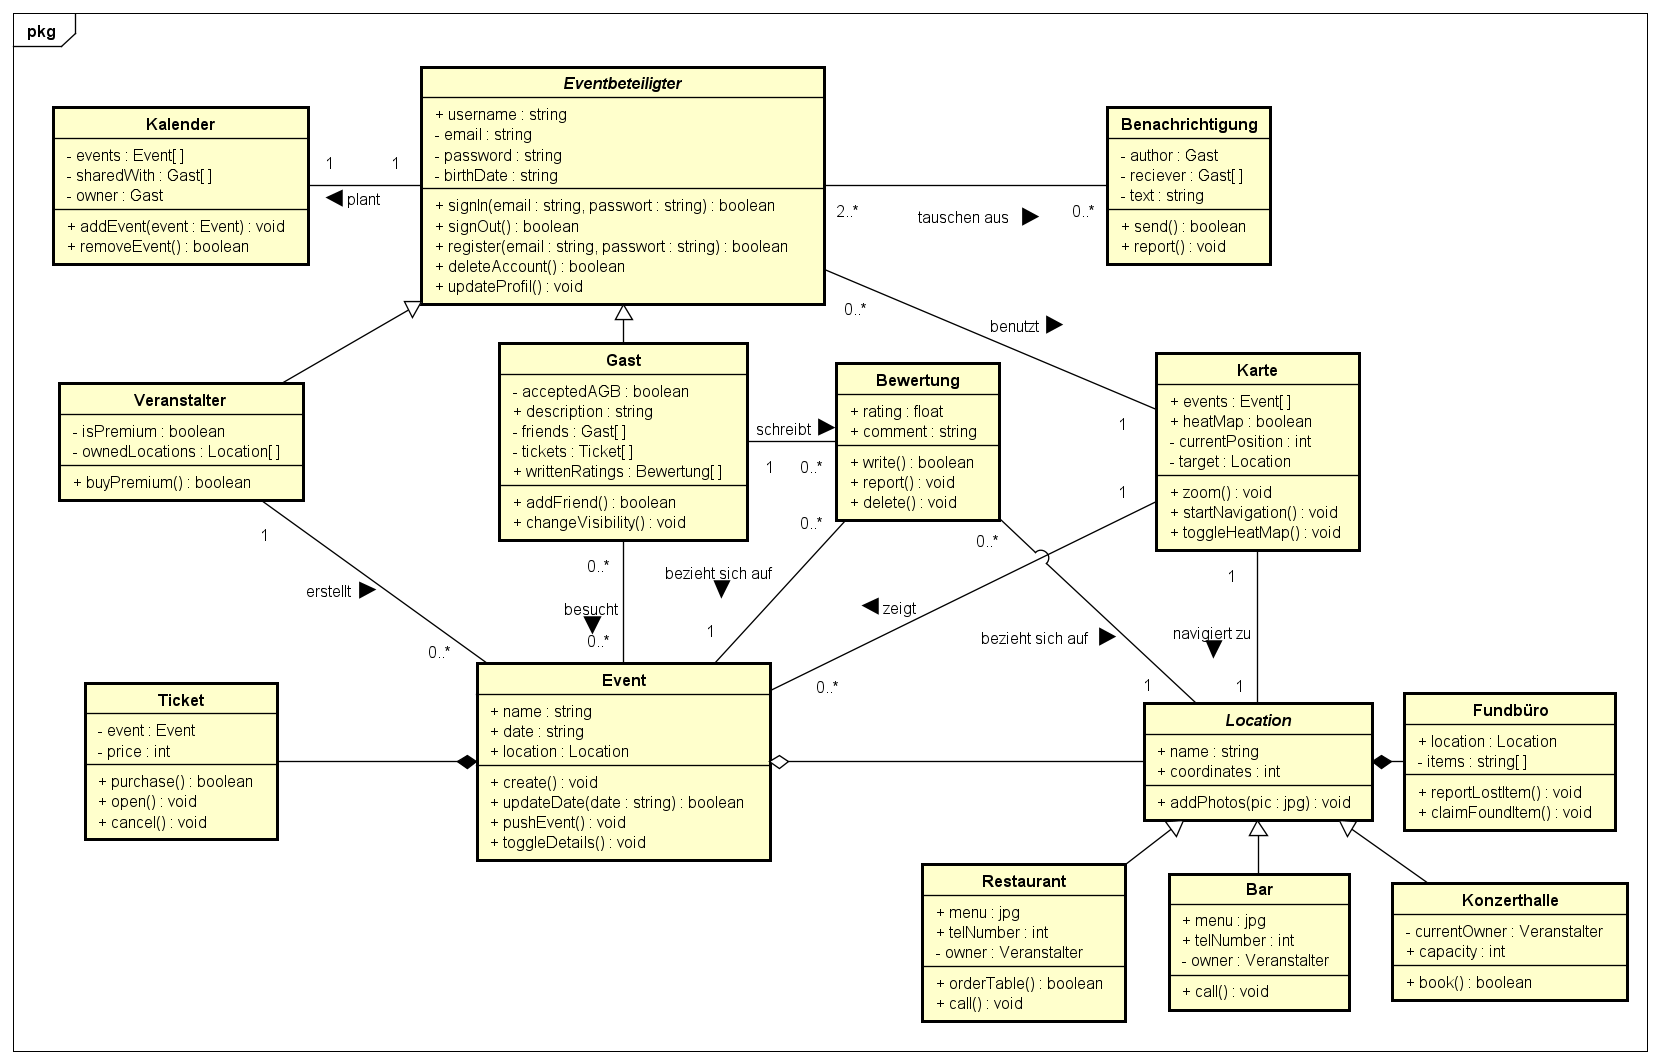 pkg
Eventbeteiligter
+ username : string
- email : string
- password : string
- birthDate : string
+ signIn(email : string, passwort : string) : boolean
+ signOut() : boolean
+ register(email : string, passwort : string) : boolean
+ deleteAccount() : boolean
+ updateProfil() : void
Kalender
- events : Event[ ]
- sharedWith : Gast[ ]
- owner : Gast
+ addEvent(event : Event) : void
+ removeEvent() : boolean
1
1
plant
Benachrichtigung
- author : Gast
- reciever : Gast[ ]
- text : string
+ send() : boolean
+ report() : void
2..*
tauschen aus
0..*
0..*
benutzt
1
Veranstalter
- isPremium : boolean
- ownedLocations : Location[ ]
+ buyPremium() : boolean
Gast
- acceptedAGB : boolean
+ description : string
- friends : Gast[ ]
- tickets : Ticket[ ]
+ writtenRatings : Bewertung[ ]
+ addFriend() : boolean
+ changeVisibility() : void
schreibt
1
0..*
Bewertung
+ rating : float
+ comment : string
+ write() : boolean
+ report() : void
+ delete() : void
Karte
+ events : Event[ ]
+ heatMap : boolean
- currentPosition : int
- target : Location
+ zoom() : void
+ startNavigation() : void
+ toggleHeatMap() : void
1
erstellt
0..*
0..*
besucht
0..*
0..*
bezieht sich auf
1
1
zeigt
0..*
0..*
bezieht sich auf
1
1
navigiert zu
1
Ticket
- event : Event
- price : int
+ purchase() : boolean
+ open() : void
+ cancel() : void
Event
+ name : string
+ date : string
+ location : Location
+ create() : void
+ updateDate(date : string) : boolean
+ pushEvent() : void
+ toggleDetails() : void
Location
+ name : string
+ coordinates : int
+ addPhotos(pic : jpg) : void
Fundbüro
+ location : Location
- items : string[ ]
+ reportLostItem() : void
+ claimFoundItem() : void
Restaurant
+ menu : jpg
+ telNumber : int
- owner : Veranstalter
+ orderTable() : boolean
+ call() : void
Bar
+ menu : jpg
+ telNumber : int
- owner : Veranstalter
+ call() : void
Konzerthalle
- currentOwner : Veranstalter
+ capacity : int
+ book() : boolean